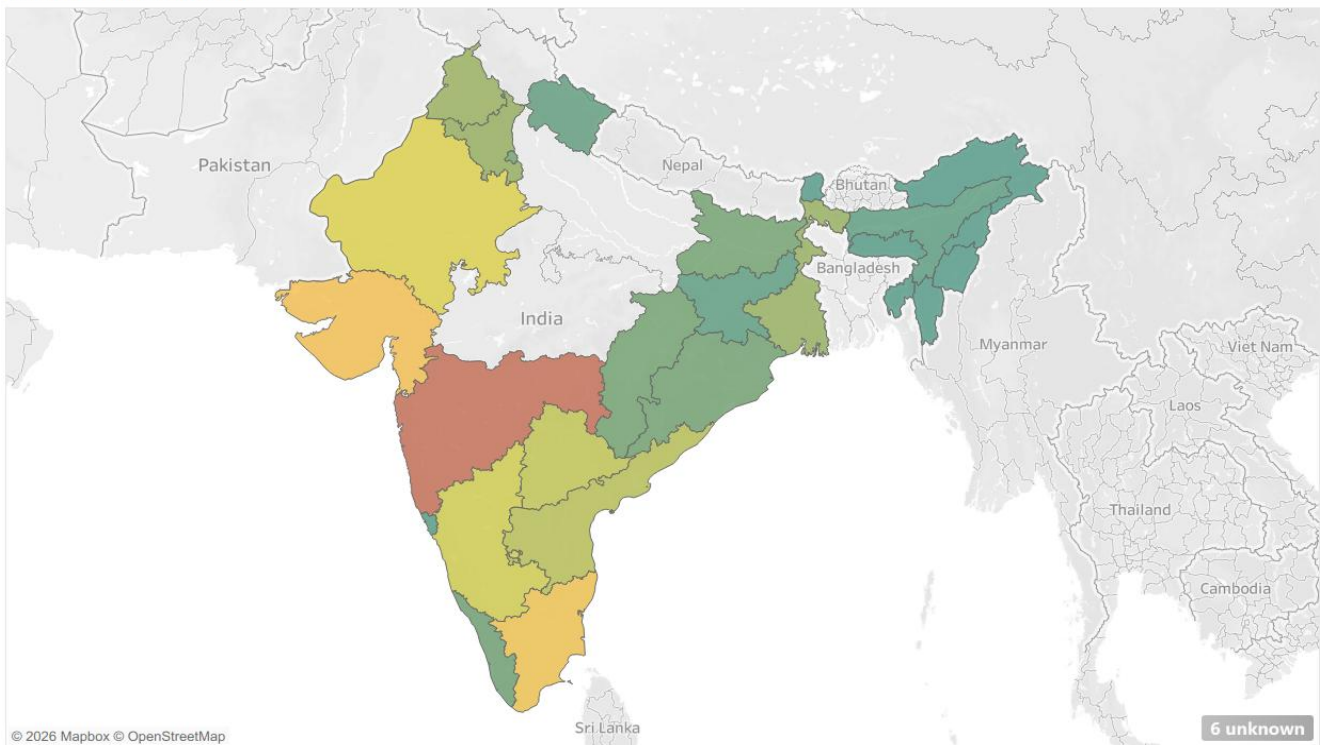 Pakistan
Nepal
Bhutan
Bangladesh
India
Myanmar
Viet Nam
Laos
Thailand
Cambodia
Sri Lanka
© 2026 Mapbox © OpenStreetMap
6 unknown